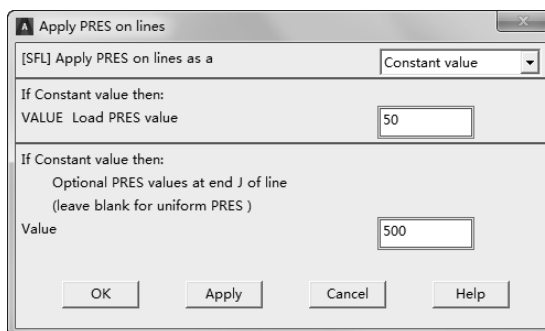 Apply PRES on lines
[SFL] Apply PRES on lines as a Constant value
If Constant value then:
VALUE Load PRES value 50
If Constant value then:
Optional PRES values at end J of line
(leave blank for uniform PRES )
Value 500
OK Apply Cancel Help